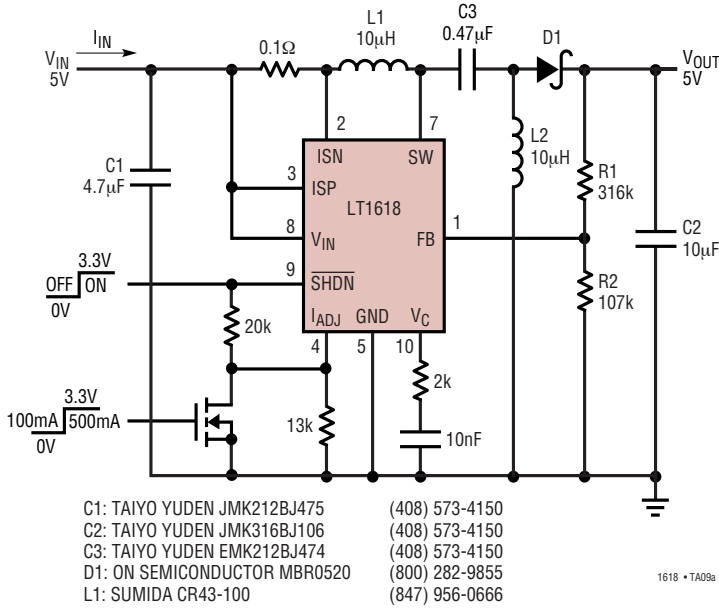 L1
10µH
C3
0.47µF
D1
IIN
VIN
5V
0.1Ω
VOUT
5V
2
7
L2
10µH
ISN
SW
C1
4.7µF
3
ISP
R1
316k
LT1618
8
VIN
FB
1
C2
10µF
3.3V
OFF ON
0V
9
SHDN
R2
107k
20k
IADJ GND VC
4 5 10
2k
3.3V
100mA 500mA
0V
13k
10nF
C1: TAIYO YUDEN JMK212BJ475 (408) 573-4150
C2: TAIYO YUDEN JMK316BJ106 (408) 573-4150
C3: TAIYO YUDEN EMK212BJ474 (408) 573-4150
D1: ON SEMICONDUCTOR MBR0520 (800) 282-9855
L1: SUMIDA CR43-100 (847) 956-0666
1618 • TA09a